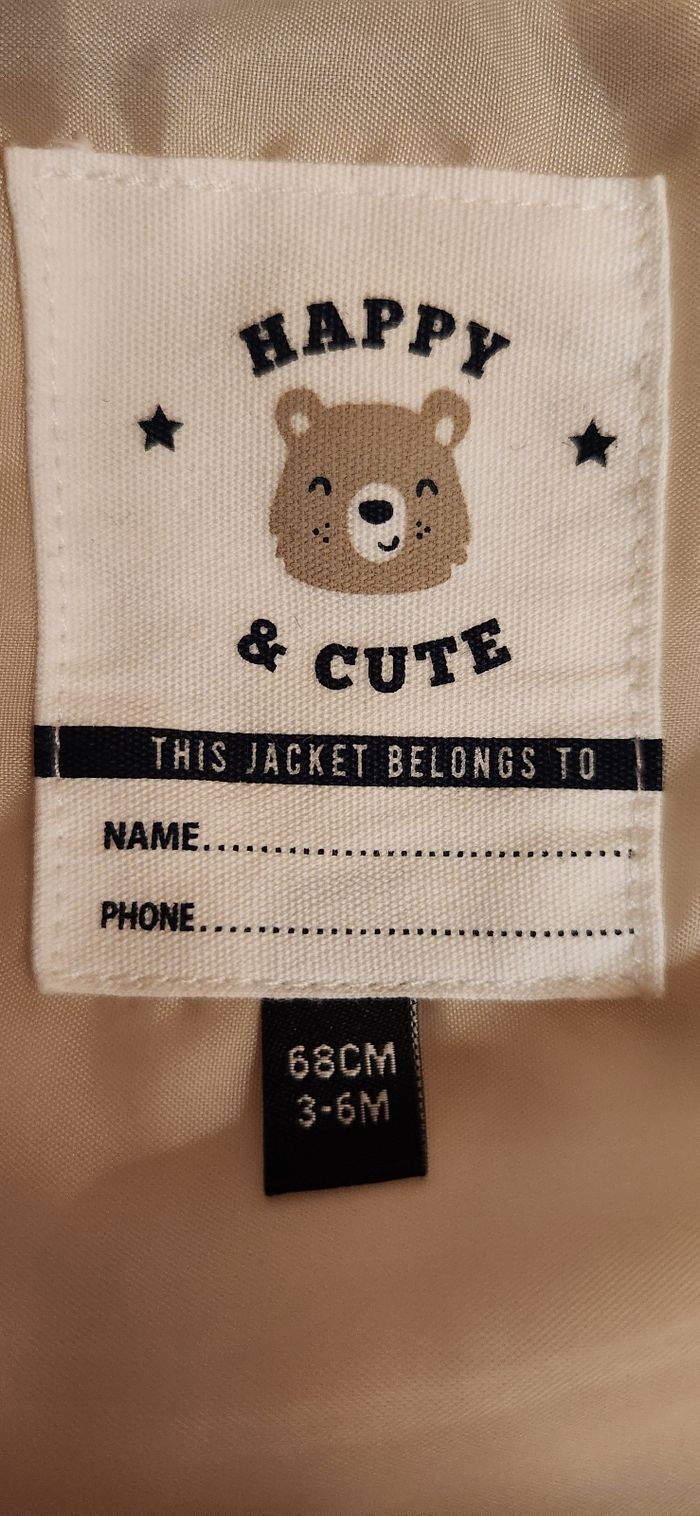 HAPPY
& CUTE
THIS JACKET BELONGS TO
NAME..............................
PHONE..............................
68CM
3-6M